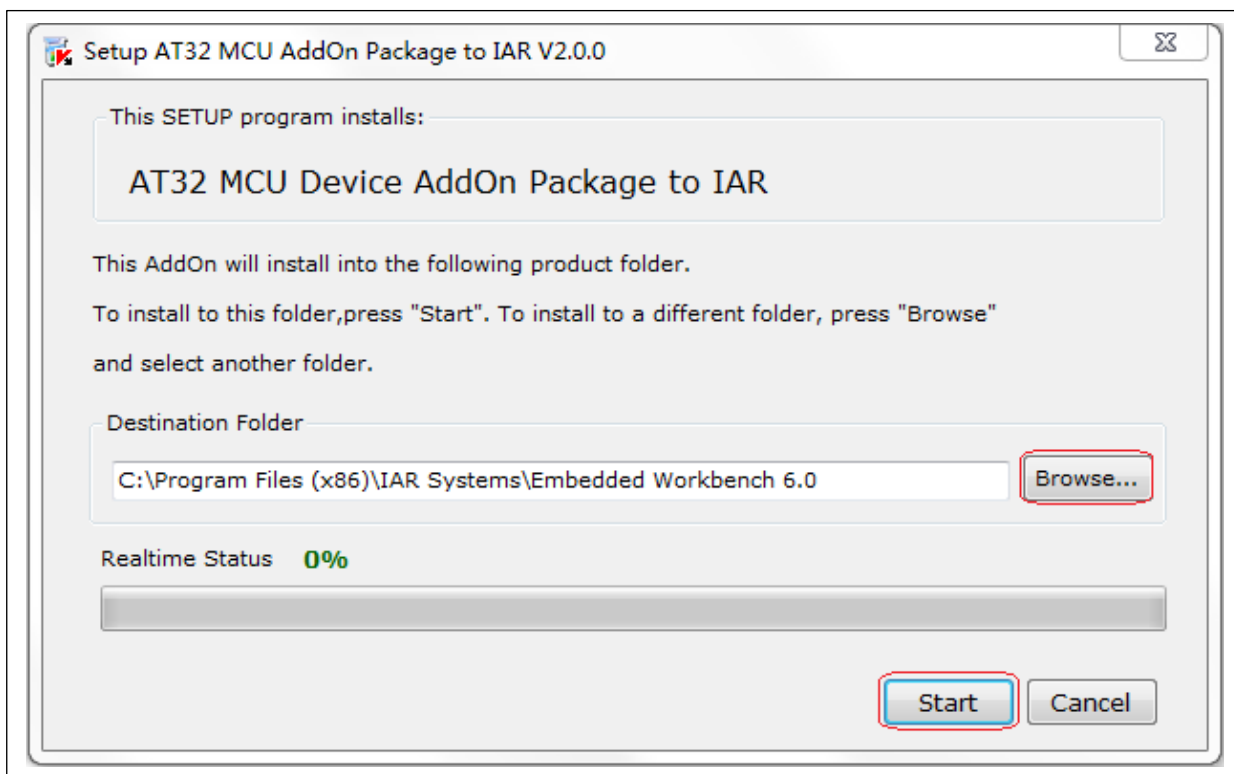 Setup AT32 MCU AddOn Package to IAR V2.0.0
This SETUP program installs:
AT32 MCU Device AddOn Package to IAR
This AddOn will install into the following product folder.
To install to this folder,press "Start". To install to a different folder, press "Browse"
and select another folder.
Destination Folder
C:\Program Files (x86)\IAR Systems\Embedded Workbench 6.0
Browse...
Realtime Status 0%
Start Cancel